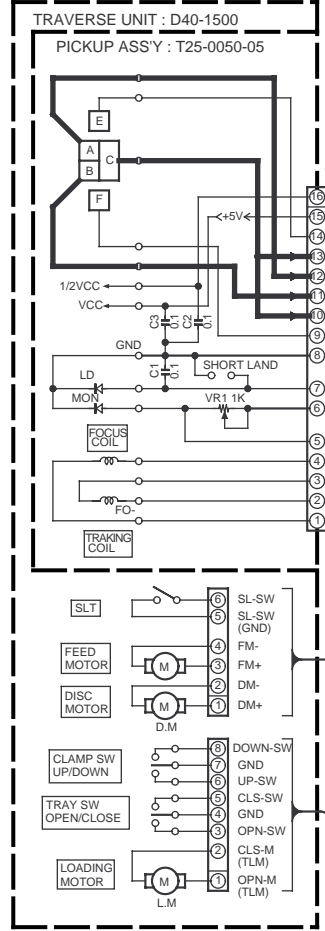 TRAVERSE UNIT : D40-1500
PICKUP ASS'Y : T25-0050-05
E
A
B
C
F
16
+5V
15
14
13
12
1/2VCC
11
VCC
10
C3
0.1
C2
0.1
9
GND
8
C1
0.1
SHORT LAND
LD
7
MON
VR1 1K
6
FOCUS
COIL
5
4
3
2
FO-
1
TRAKING
COIL
SLT
6 SL-SW
5 SL-SW
(GND)
FEED
MOTOR
M
4 FM-
3 FM+
DISC
MOTOR
M
D.M
2 DM-
1 DM+
CLAMP SW
UP/DOWN
8 DOWN-SW
7 GND
6 UP-SW
TRAY SW
OPEN/CLOSE
5 CLS-SW
4 GND
3 OPN-SW
2 CLS-M
(TLM)
LOADING
MOTOR
M
L.M
1 OPN-M
(TLM)